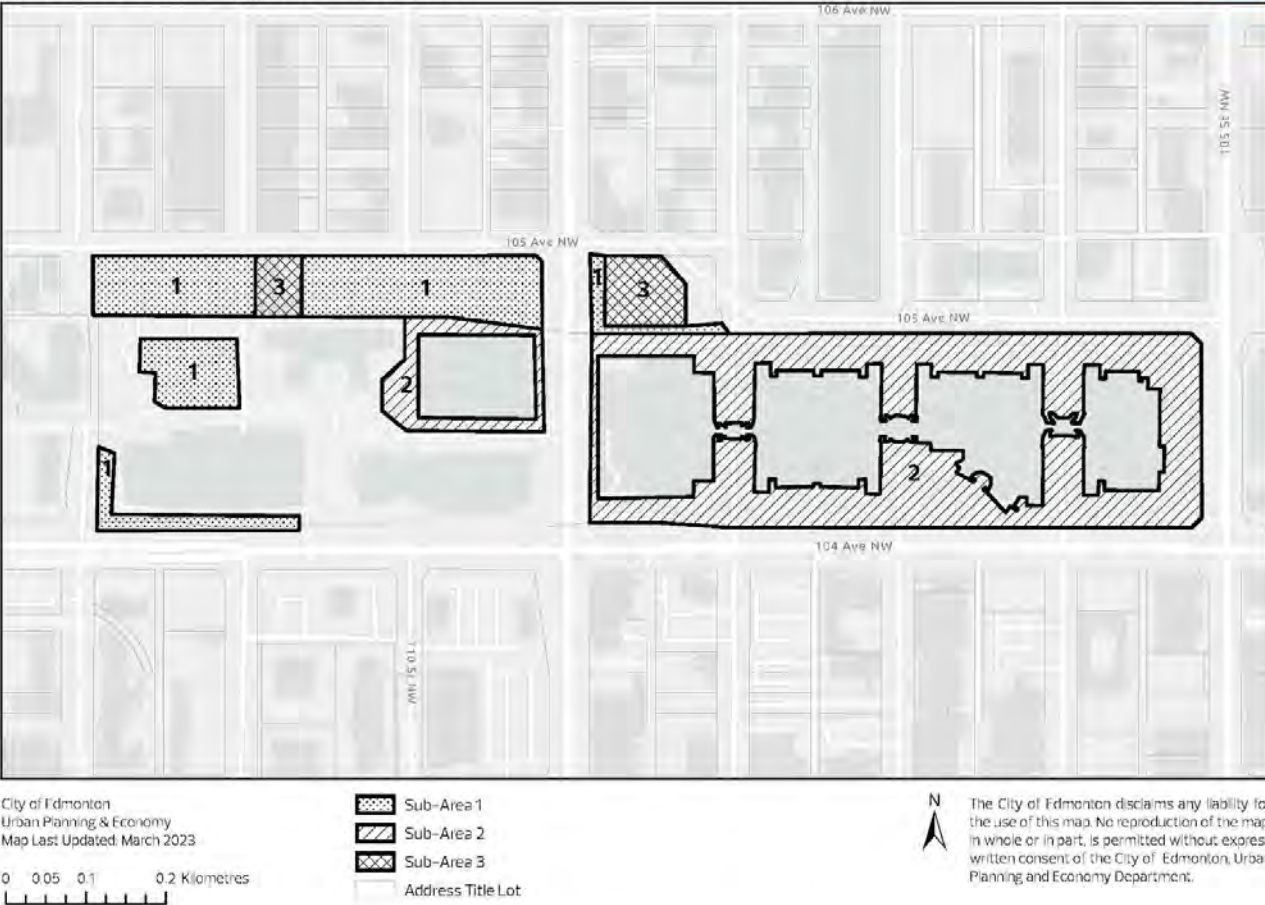 106 Ave NW
105 St NW
105 Ave NW
1
3
1
1
3
105 Ave NW
1
2
2
1
104 Ave NW
110 St NW
City of Edmonton
Urban Planning & Economy
Map Last Updated: March 2023
0 0.05 0.1 0.2 Kilometres
Sub-Area 1
Sub-Area 2
Sub-Area 3
Address Title Lot
N
The City of Edmonton disclaims any liability fo
the use of this map. No reproduction of the map
in whole or in part, is permitted without expres
written consent of the City of Edmonton, Urba
Planning and Economy Department.